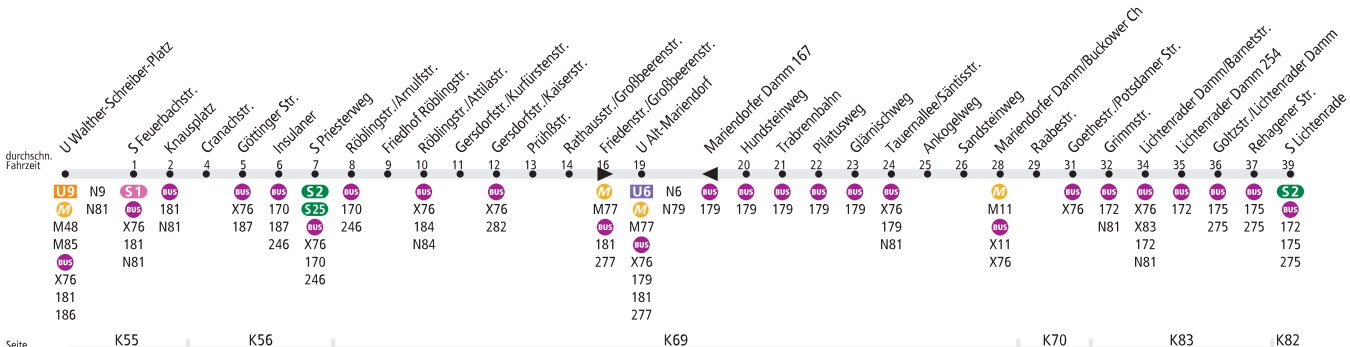 U Walther-Schreiber-Platz
S Feuerbachstr.
Knausplatz
Cranachstr.
Göttinger Str.
Insulaner
S Priesterweg
Röblingstr./Arnulfstr.
Friedhof Röblingstr.
Röblingstr./Attilastr.
Gersdorfstr./Kurfürstenstr.
Gersdorfstr./Kaiserstr.
Prühßstr.
Rathausstr./Großbeerenstr.
Friedenstr./Großbeerenstr.
U Alt-Mariendorf
Mariendorfer Damm 167
Hundsteinweg
Trabrennbahn
Pilatusweg
Glärnischweg
Tauernallee/Säntisstr.
Ankogelweg
Sandsteinweg
Mariendorfer Damm/Buckower Ch
Raabestr.
Goethestr./Potsdamer Str.
Grimmstr.
Lichtenrader Damm/Barnetstr.
Lichtenrader Damm 254
Goltzstr./Lichtenrader Damm
Rehagener Str.
S Lichtenrade
durchschn.
Fahrzeit
1 2 4 5 6 7 8 9 10 11 12 13 14 16 19 20 21 22 23 24 25 26 28 29 31 32 34 35 36 37 39
U9 N9 S1 BUS BUS BUS S2 BUS BUS BUS M U6 N6 BUS BUS BUS BUS BUS BUS M BUS BUS BUS BUS BUS BUS S2
M N81 BUS 181 X76 170 S25 170 X76 X76 M77 M N79 179 179 179 179 179 X76 M11 X76 172 X76 172 175 175 BUS
M48 X76 N81 187 187 BUS 246 184 282 BUS M77 179 BUS N81 X83 275 275 172
M85 181 246 X76 N84 181 BUS N81 X11 172 175
BUS N81 170 277 X76 X76 N81 275
X76 246 179
181 181
186 277
Seite K55 K56 K69 K70 K83 K82